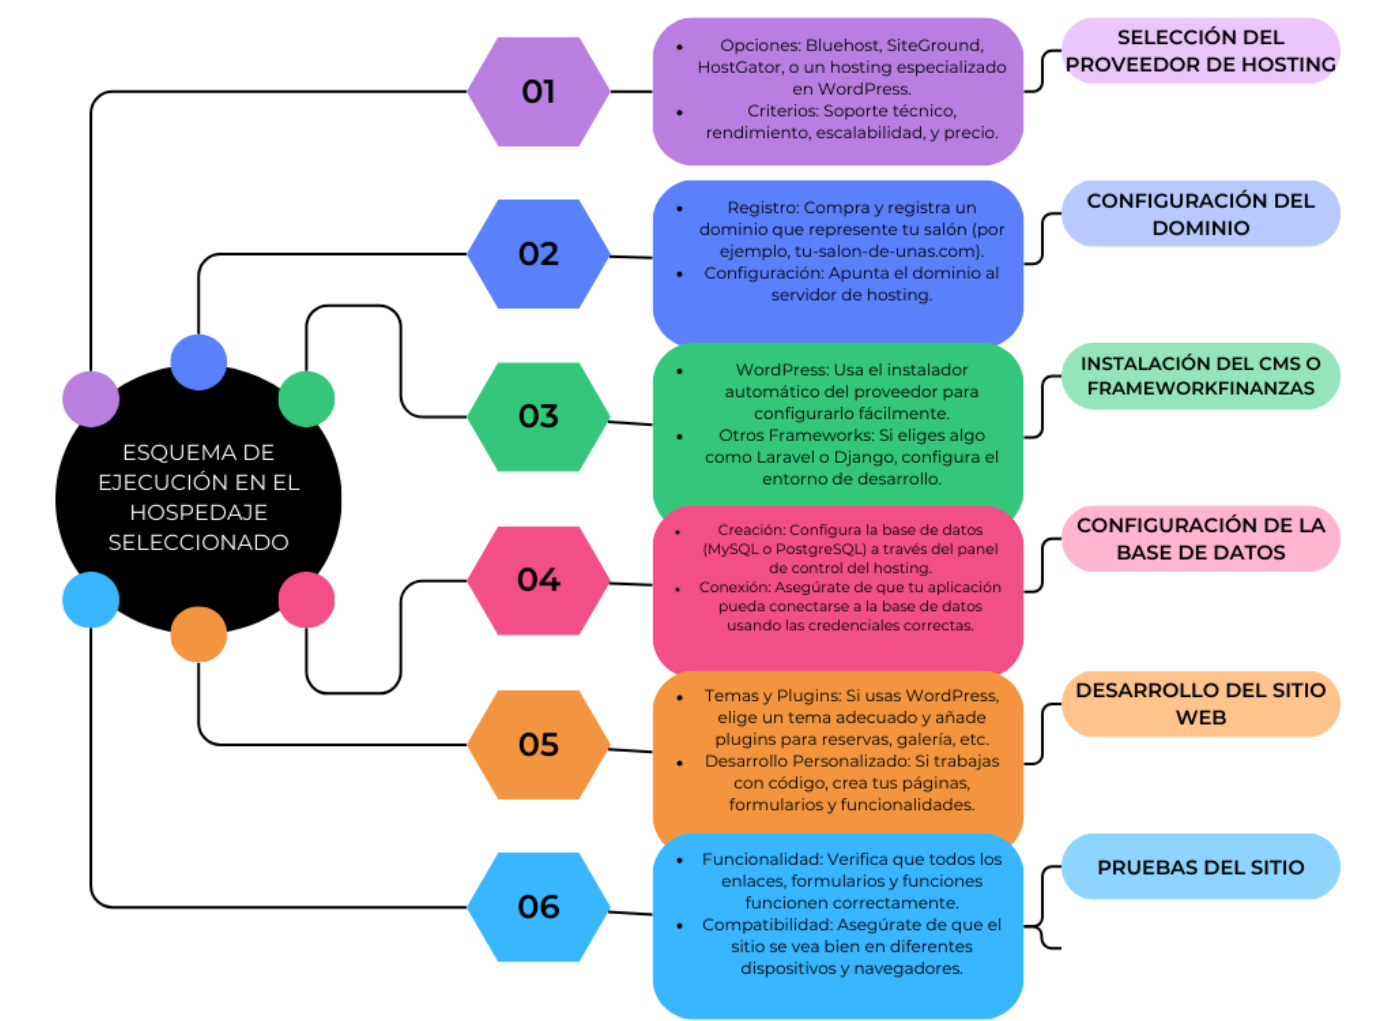 ESQUEMA DE
EJECUCIÓN EN EL
HOSPEDAJE
SELECCIONADO
01
• Opciones: Bluehost, SiteGround,
HostGator, o un hosting especializado
en WordPress.
• Criterios: Soporte técnico,
rendimiento, escalabilidad, y precio.
SELECCIÓN DEL
PROVEEDOR DE HOSTING
02
• Registro: Compra y registra un
dominio que represente tu salón (por
ejemplo, tu-salon-de-unas.com).
• Configuración: Apunta el dominio al
servidor de hosting.
CONFIGURACIÓN DEL
DOMINIO
03
• WordPress: Usa el instalador
automático del proveedor para
configurarlo fácilmente.
• Otros Frameworks: Si eliges algo
como Laravel o Django, configura el
entorno de desarrollo.
INSTALACIÓN DEL CMS O
FRAMEWORKFINANZAS
04
• Creación: Configura la base de datos
(MySQL o PostgreSQL) a través del panel
de control del hosting.
• Conexión: Asegúrate de que tu aplicación
pueda conectarse a la base de datos
usando las credenciales correctas.
CONFIGURACIÓN DE LA
BASE DE DATOS
05
• Temas y Plugins: Si usas WordPress,
elige un tema adecuado y añade
plugins para reservas, galería, etc.
• Desarrollo Personalizado: Si trabajas
con código, crea tus páginas,
formularios y funcionalidades.
DESARROLLO DEL SITIO
WEB
06
• Funcionalidad: Verifica que todos los
enlaces, formularios y funciones
funcionen correctamente.
• Compatibilidad: Asegúrate de que el
sitio se vea bien en diferentes
dispositivos y navegadores.
PRUEBAS DEL SITIO